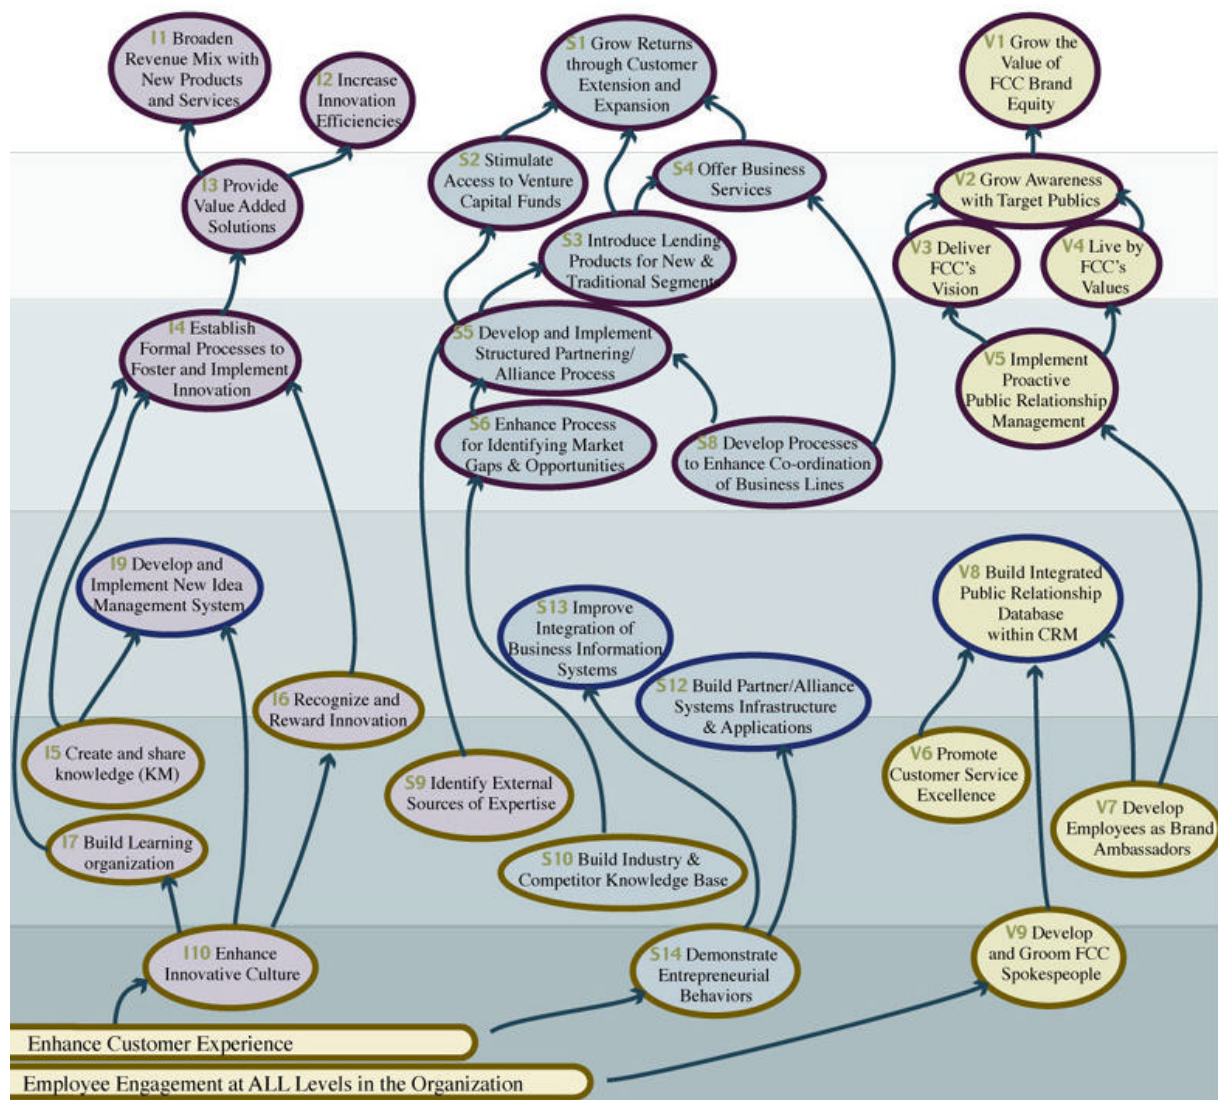 I1 Broaden
Revenue Mix with
New Products
and Services
I2 Increase
Innovation
Efficiencies
I3 Provide
Value Added
Solutions
I4 Establish
Formal Processes to
Foster and Implement
Innovation
I9 Develop and
Implement New Idea
Management System
I6 Recognize and
Reward Innovation
I5 Create and share
knowledge (KM)
I7 Build Learning
organization
I10 Enhance
Innovative Culture
S1 Grow Returns
through Customer
Extension and
Expansion
S2 Stimulate
Access to Venture
Capital Funds
S4 Offer Business
Services
S3 Introduce Lending
Products for New &
Traditional Segments
S5 Develop and Implement
Structured Partnering/
Alliance Process
S6 Enhance Process
for Identifying Market
Gaps & Opportunities
S8 Develop Processes
to Enhance Co-ordination
of Business Lines
S13 Improve
Integration of
Business Information
Systems
S12 Build Partner/Alliance
Systems Infrastructure
& Applications
S9 Identify External
Sources of Expertise
S10 Build Industry &
Competitor Knowledge Base
S14 Demonstrate
Entrepreneurial
Behaviors
V1 Grow the
Value of
FCC Brand
Equity
V2 Grow Awareness
with Target Publics
V3 Deliver
FCC's
Vision
V4 Live by
FCC's
Values
V5 Implement
Proactive
Public Relationship
Management
V8 Build Integrated
Public Relationship
Database
within CRM
V6 Promote
Customer Service
Excellence
V7 Develop
Employees as Brand
Ambassadors
V9 Develop
and Groom FCC
Spokespeople
Enhance Customer Experience
Employee Engagement at ALL Levels in the Organization